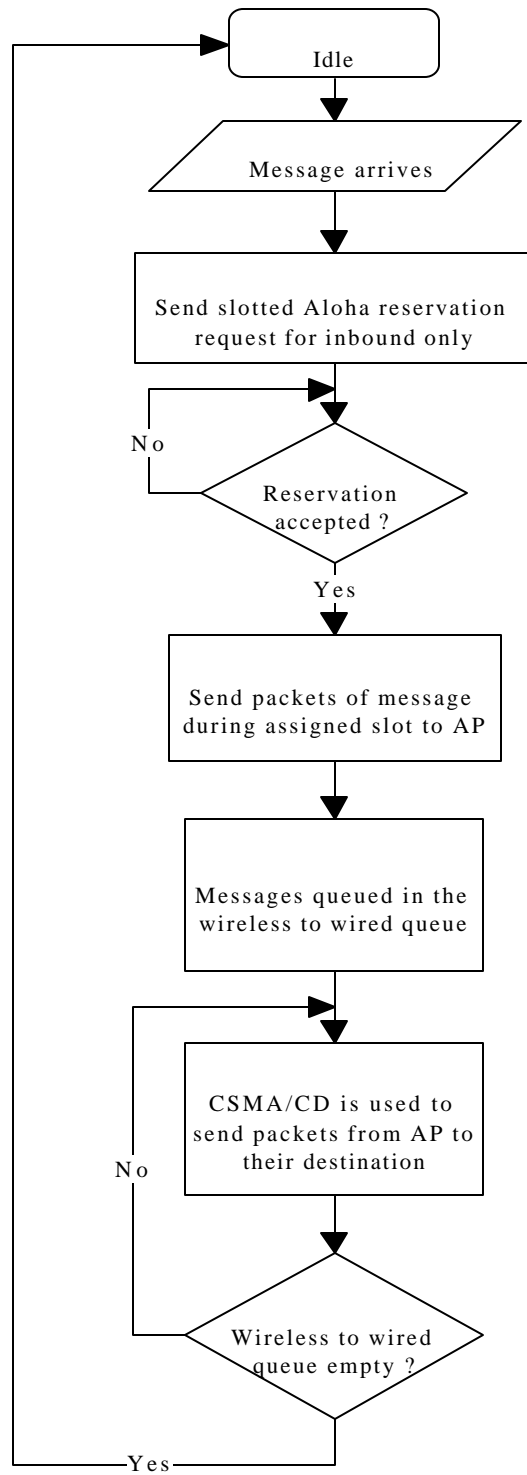 Idle
Message arrives
Send slotted Aloha reservation
request for inbound only
No
Reservation
accepted ?
Yes
Send packets of message
during assigned slot to AP
Messages queued in the
wireless to wired queue
CSMA/CD is used to
send packets from AP to
their destination
No
Wireless to wired
queue empty ?
Yes